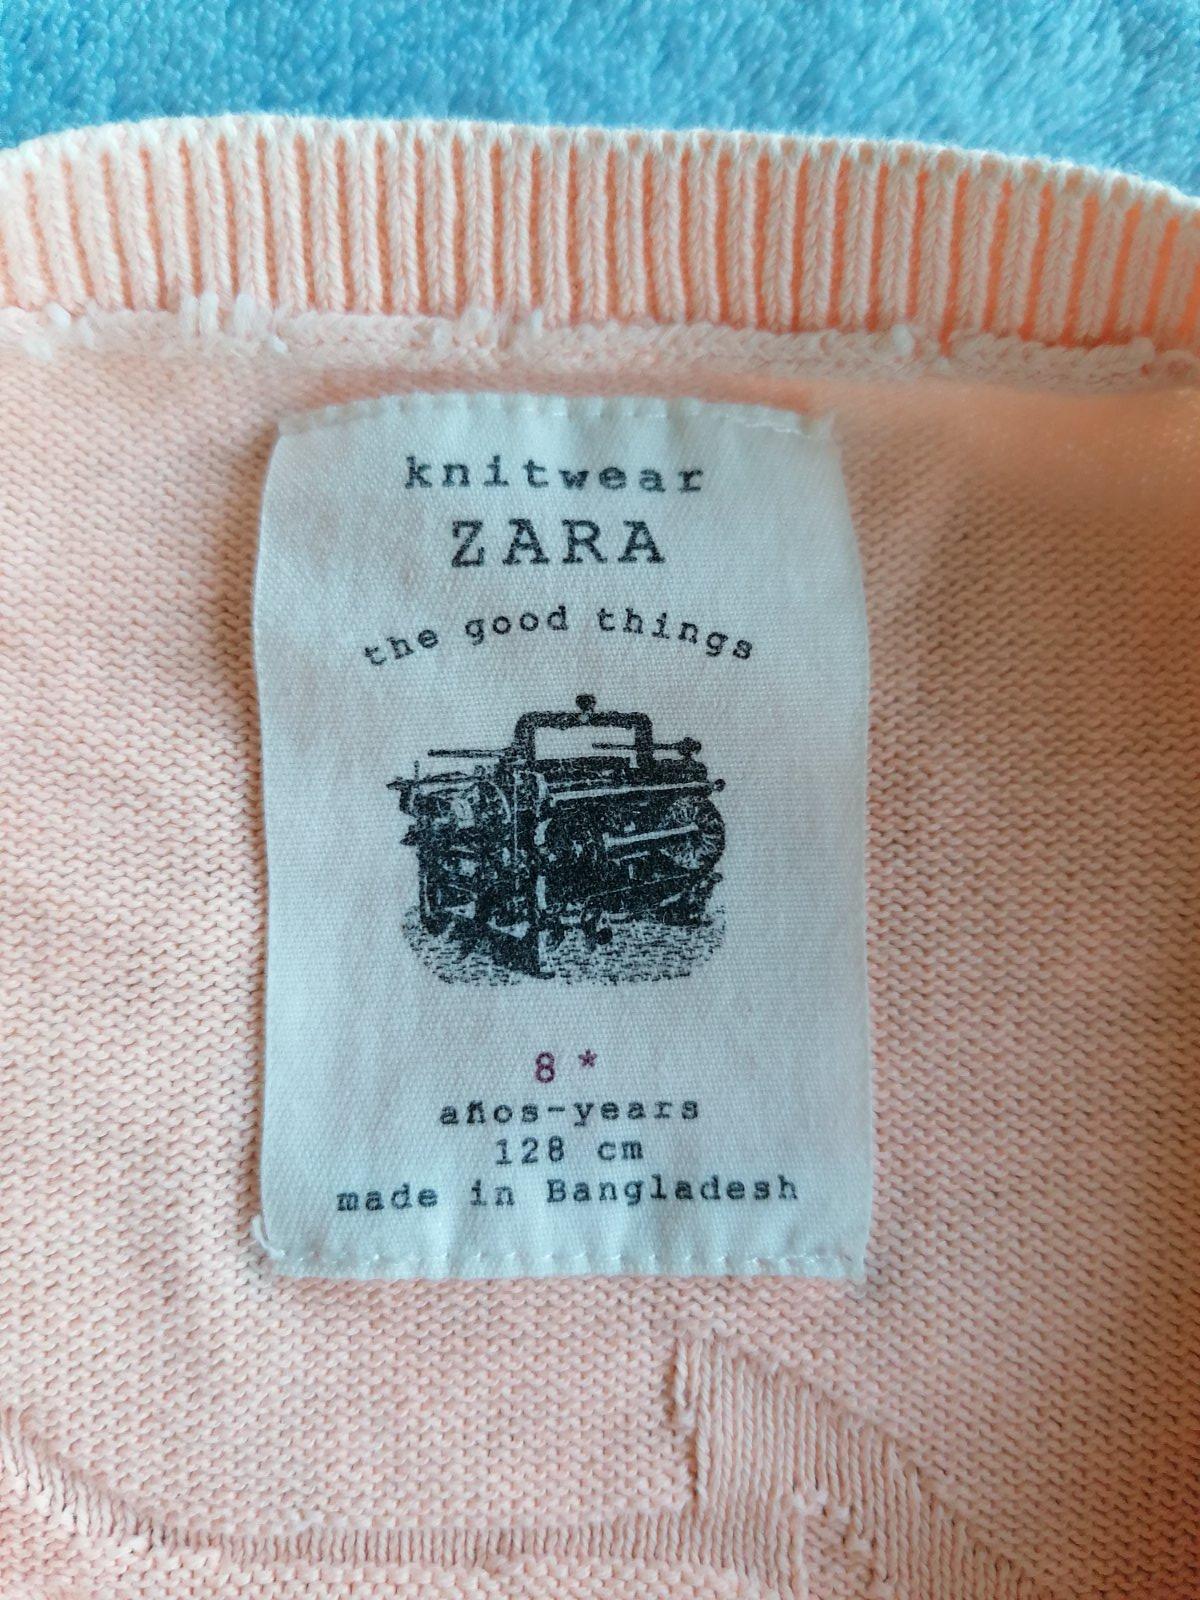 knitwear
ZARA
the good things
8 *
años-years
128 cm
made in Bangladesh